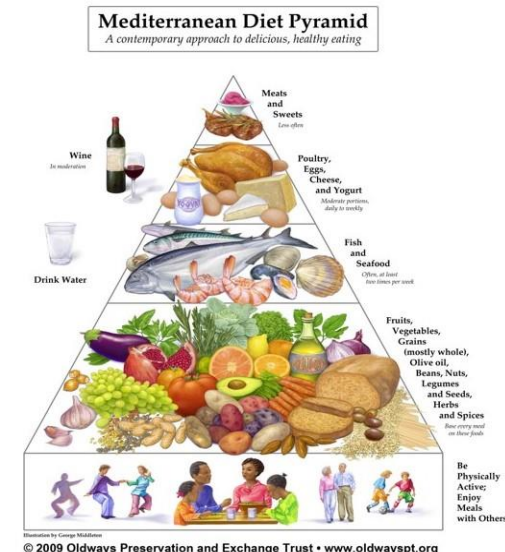 Mediterranean Diet Pyramid
A contemporary approach to delicious, healthy eating
Meats
and
Sweets
Less often
Wine
In moderation
Poultry,
Eggs,
Cheese,
and Yogurt
Moderate portions,
daily to weekly
Fish
and
Seafood
Often, at least
two times per week
Drink Water
Fruits,
Vegetables,
Grains
(mostly whole),
Olive oil,
Beans, Nuts,
Legumes
and Seeds,
Herbs
and Spices
Base every meal
on these foods
Be
Physically
Active;
Enjoy
Meals
with Others
Illustration by George Middleton
© 2009 Oldways Preservation and Exchange Trust • www.oldwayspt.org